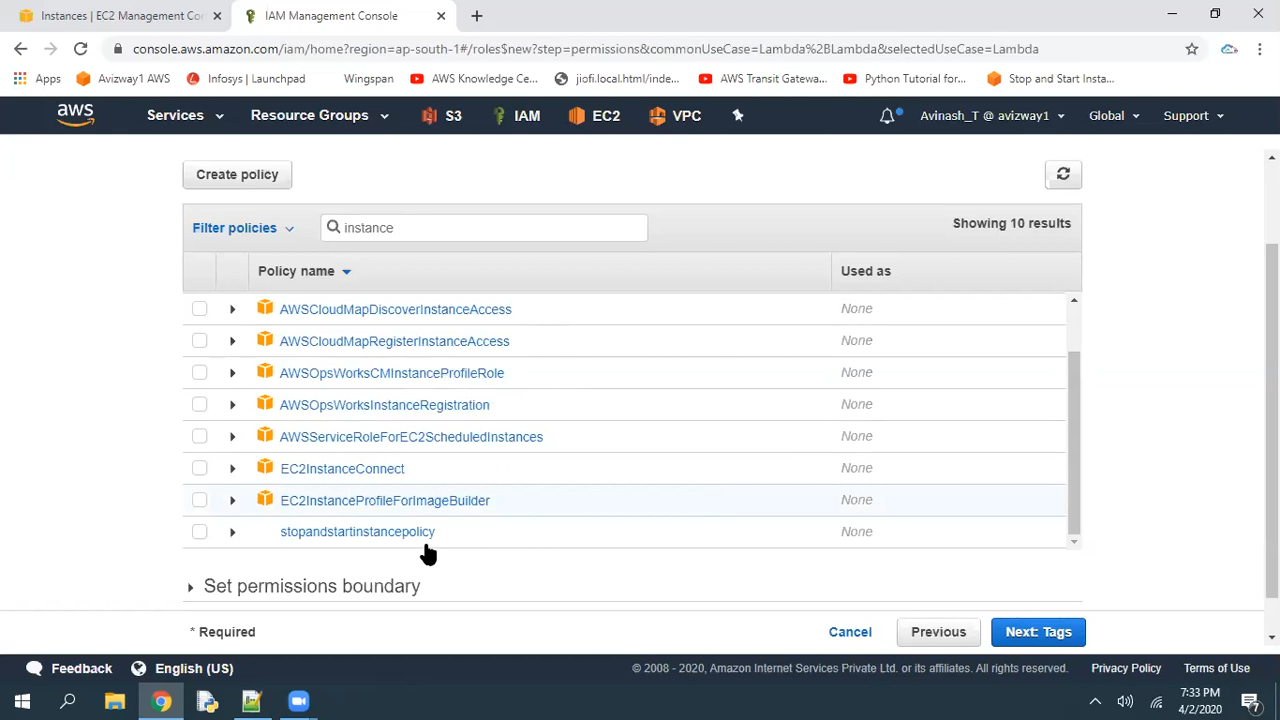 Instances | EC2 Management Con
IAM Management Console
console.aws.amazon.com/iam/home?region=ap-south-1#/roles$new?step=permissions&commonUseCase=Lambda%2BLambda&selectedUseCase=Lambda
Apps
Avizway1 AWS
Infosys | Launchpad
Wingspan
AWS Knowledge Ce...
jiofi.local.html/inde...
AWS Transit Gatewa...
Python Tutorial for...
Stop and Start Insta...
aws
Services
Resource Groups
S3
IAM
EC2
VPC
Avinash_T @ avizway1
Global
Support
Create policy
Filter policies
instance
Showing 10 results
Policy name
Used as
AWSCloudMapDiscoverInstanceAccess
None
AWSCloudMapRegisterInstanceAccess
None
AWSOpsWorksCMInstanceProfileRole
None
AWSOpsWorksInstanceRegistration
None
AWSServiceRoleForEC2ScheduledInstances
None
EC2InstanceConnect
None
EC2InstanceProfileForImageBuilder
None
stopandstartinstancepolicy
None
Set permissions boundary
* Required
Cancel
Previous
Next: Tags
Feedback
English (US)
© 2008 - 2020, Amazon Internet Services Private Ltd. or its affiliates. All rights reserved.
Privacy Policy
Terms of Use
7:33 PM
4/2/2020
7